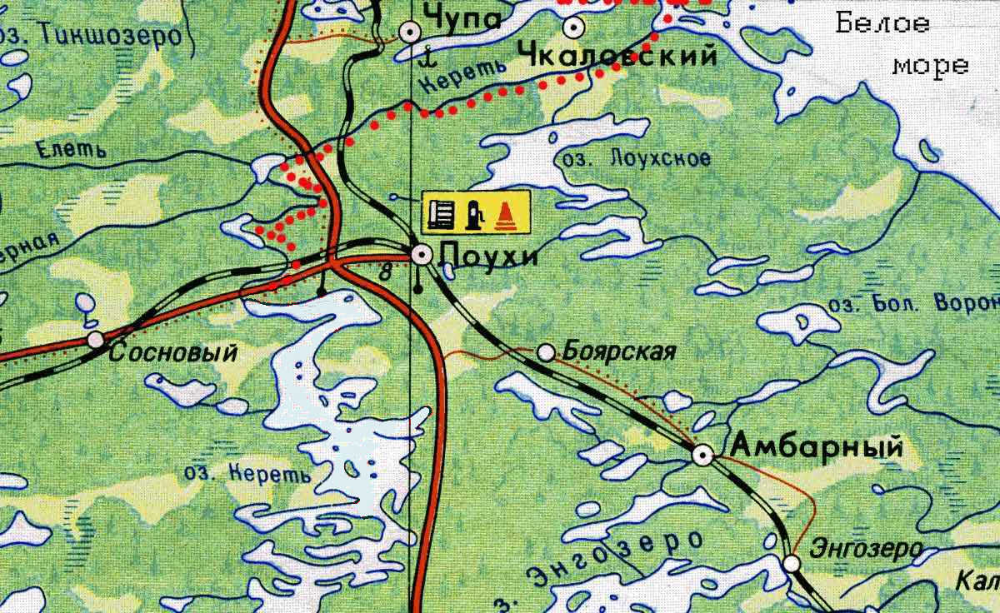 оз. Тикшозеро
Чупа
Чкаловский
Белое
море
Кереть
Елеть
оз. Лоухское
Лоухи
8
оз. Бол. Ворон
Сосновый
Боярская
Амбарный
оз. Кереть
Энгозеро
з. Энгозеро
Кал